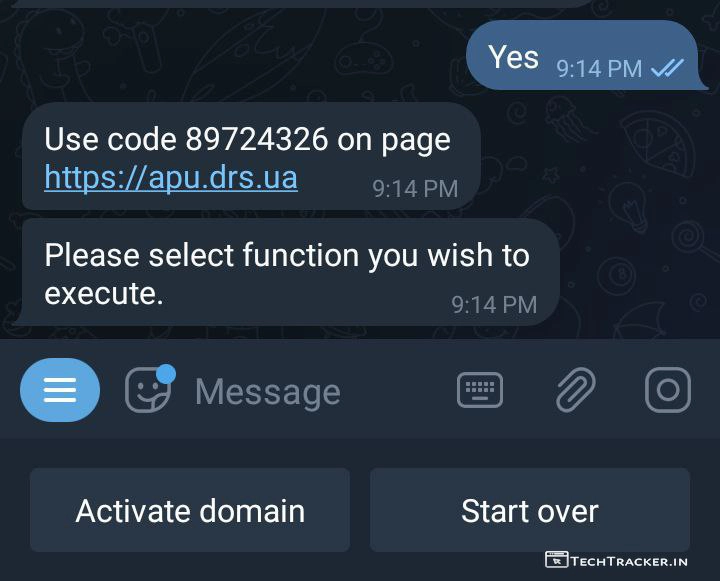 Yes 9:14 PM
Use code 89724326 on page
https://apu.drs.ua 9:14 PM
Please select function you wish to
execute. 9:14 PM
Message
Activate domain
Start over
TECHTRACKER.IN